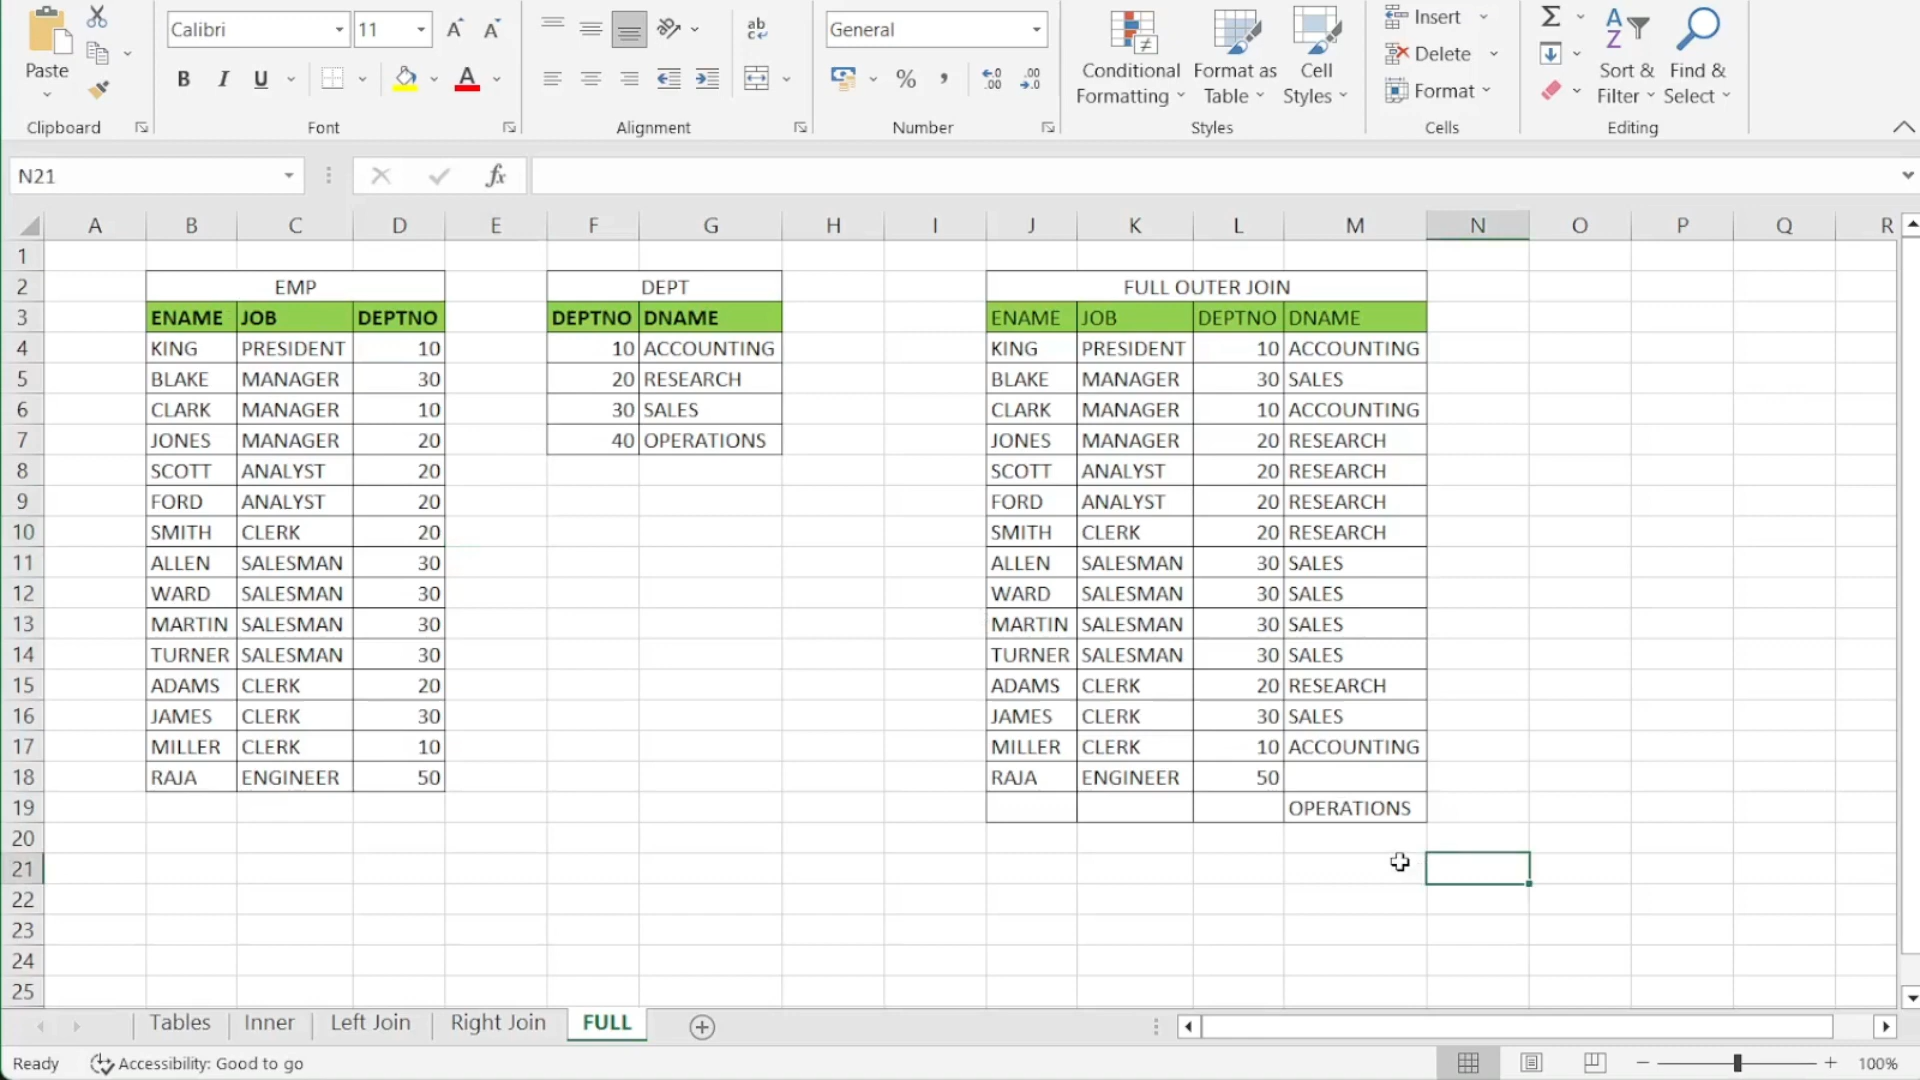 Paste
Clipboard
Calibri
11
A A
B I U A
Font
ab
c
Alignment
General
% ,
.00
Number
Conditional
Formatting
Format as
Table
Cell
Styles
Styles
Insert
Delete
Format
Cells
Σ
A
Z
Sort &
Filter
Find &
Select
Editing
N21
fx
A B C D E F G H I J K L M N O P Q R
1
2 EMP DEPT FULL OUTER JOIN
3 ENAME JOB DEPTNO DEPTNO DNAME ENAME JOB DEPTNO DNAME
4 KING PRESIDENT 10 10 ACCOUNTING KING PRESIDENT 10 ACCOUNTING
5 BLAKE MANAGER 30 20 RESEARCH BLAKE MANAGER 30 SALES
6 CLARK MANAGER 10 30 SALES CLARK MANAGER 10 ACCOUNTING
7 JONES MANAGER 20 40 OPERATIONS JONES MANAGER 20 RESEARCH
8 SCOTT ANALYST 20 SCOTT ANALYST 20 RESEARCH
9 FORD ANALYST 20 FORD ANALYST 20 RESEARCH
10 SMITH CLERK 20 SMITH CLERK 20 RESEARCH
11 ALLEN SALESMAN 30 ALLEN SALESMAN 30 SALES
12 WARD SALESMAN 30 WARD SALESMAN 30 SALES
13 MARTIN SALESMAN 30 MARTIN SALESMAN 30 SALES
14 TURNER SALESMAN 30 TURNER SALESMAN 30 SALES
15 ADAMS CLERK 20 ADAMS CLERK 20 RESEARCH
16 JAMES CLERK 30 JAMES CLERK 30 SALES
17 MILLER CLERK 10 MILLER CLERK 10 ACCOUNTING
18 RAJA ENGINEER 50 RAJA ENGINEER 50
19 OPERATIONS
20
21
22
23
24
25
Tables Inner Left Join Right Join FULL
Ready Accessibility: Good to go 100%